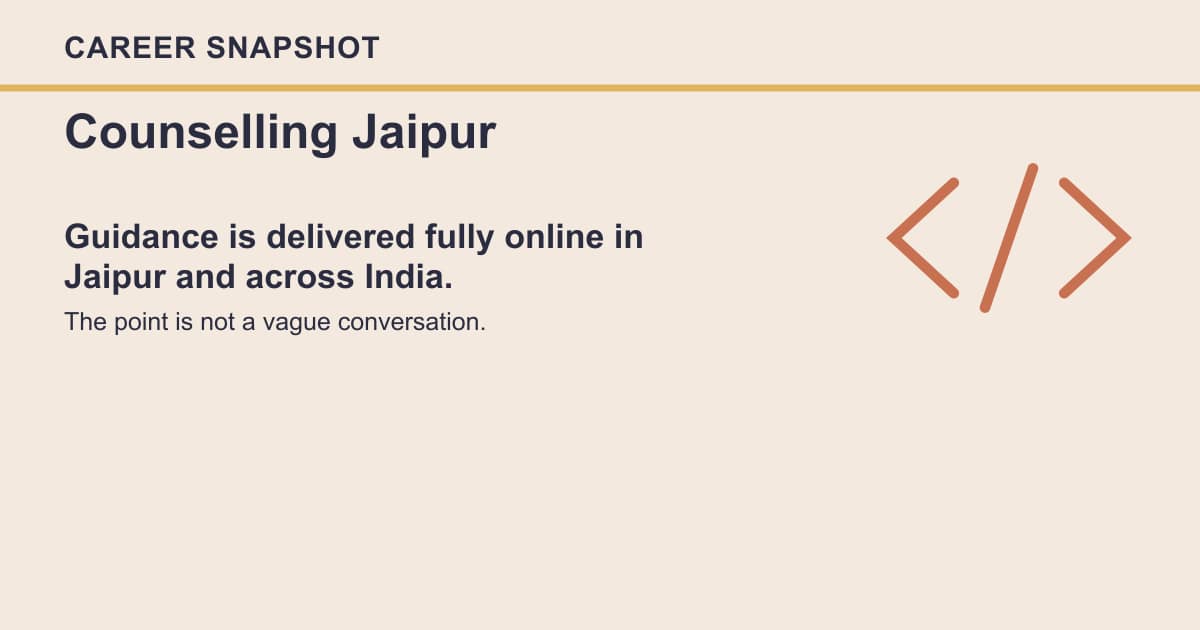 CAREER SNAPSHOT
Counselling Jaipur
Guidance is delivered fully online in
Jaipur and across India.
The point is not a vague conversation.